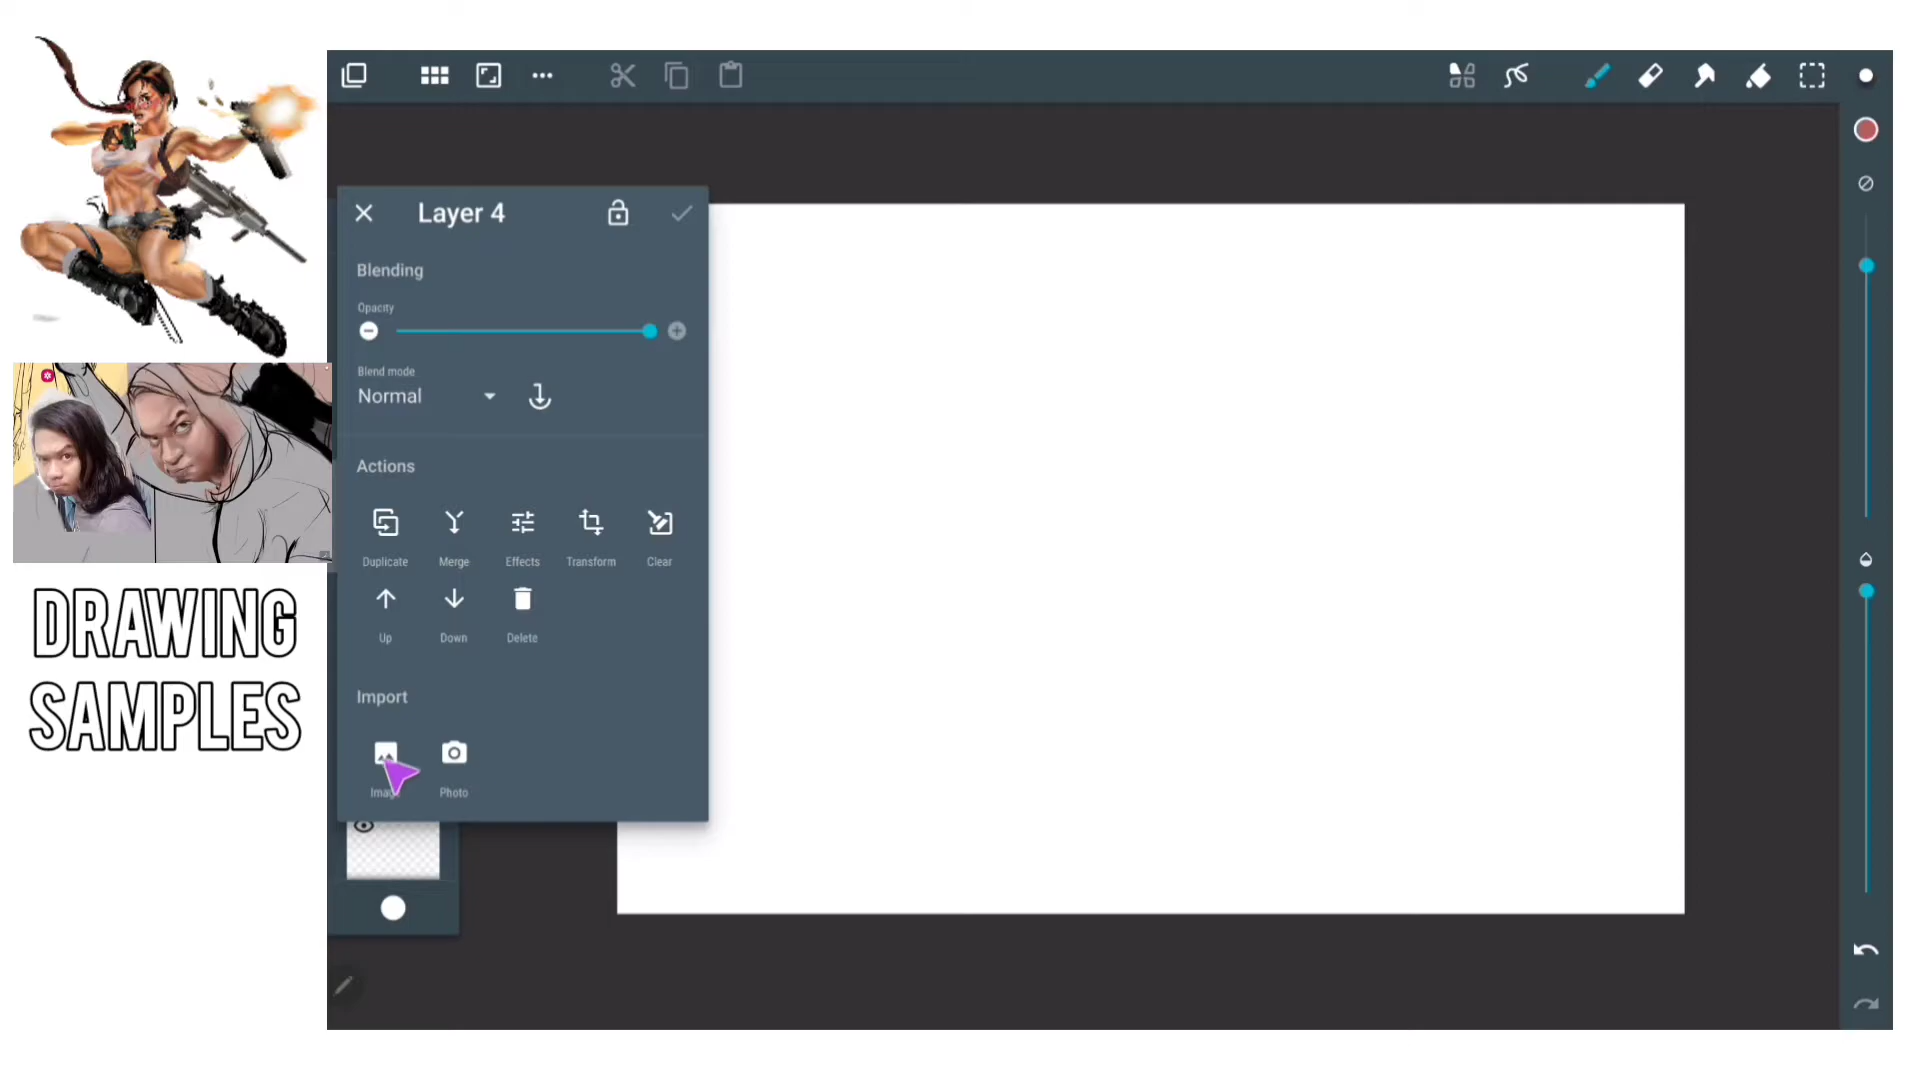 Layer 4
Blending
Opacity
Blend mode
Normal
Actions
Duplicate
Merge
Effects
Transform
Clear
Up
Down
Delete
Import
Image
Photo
DRAWING
SAMPLES